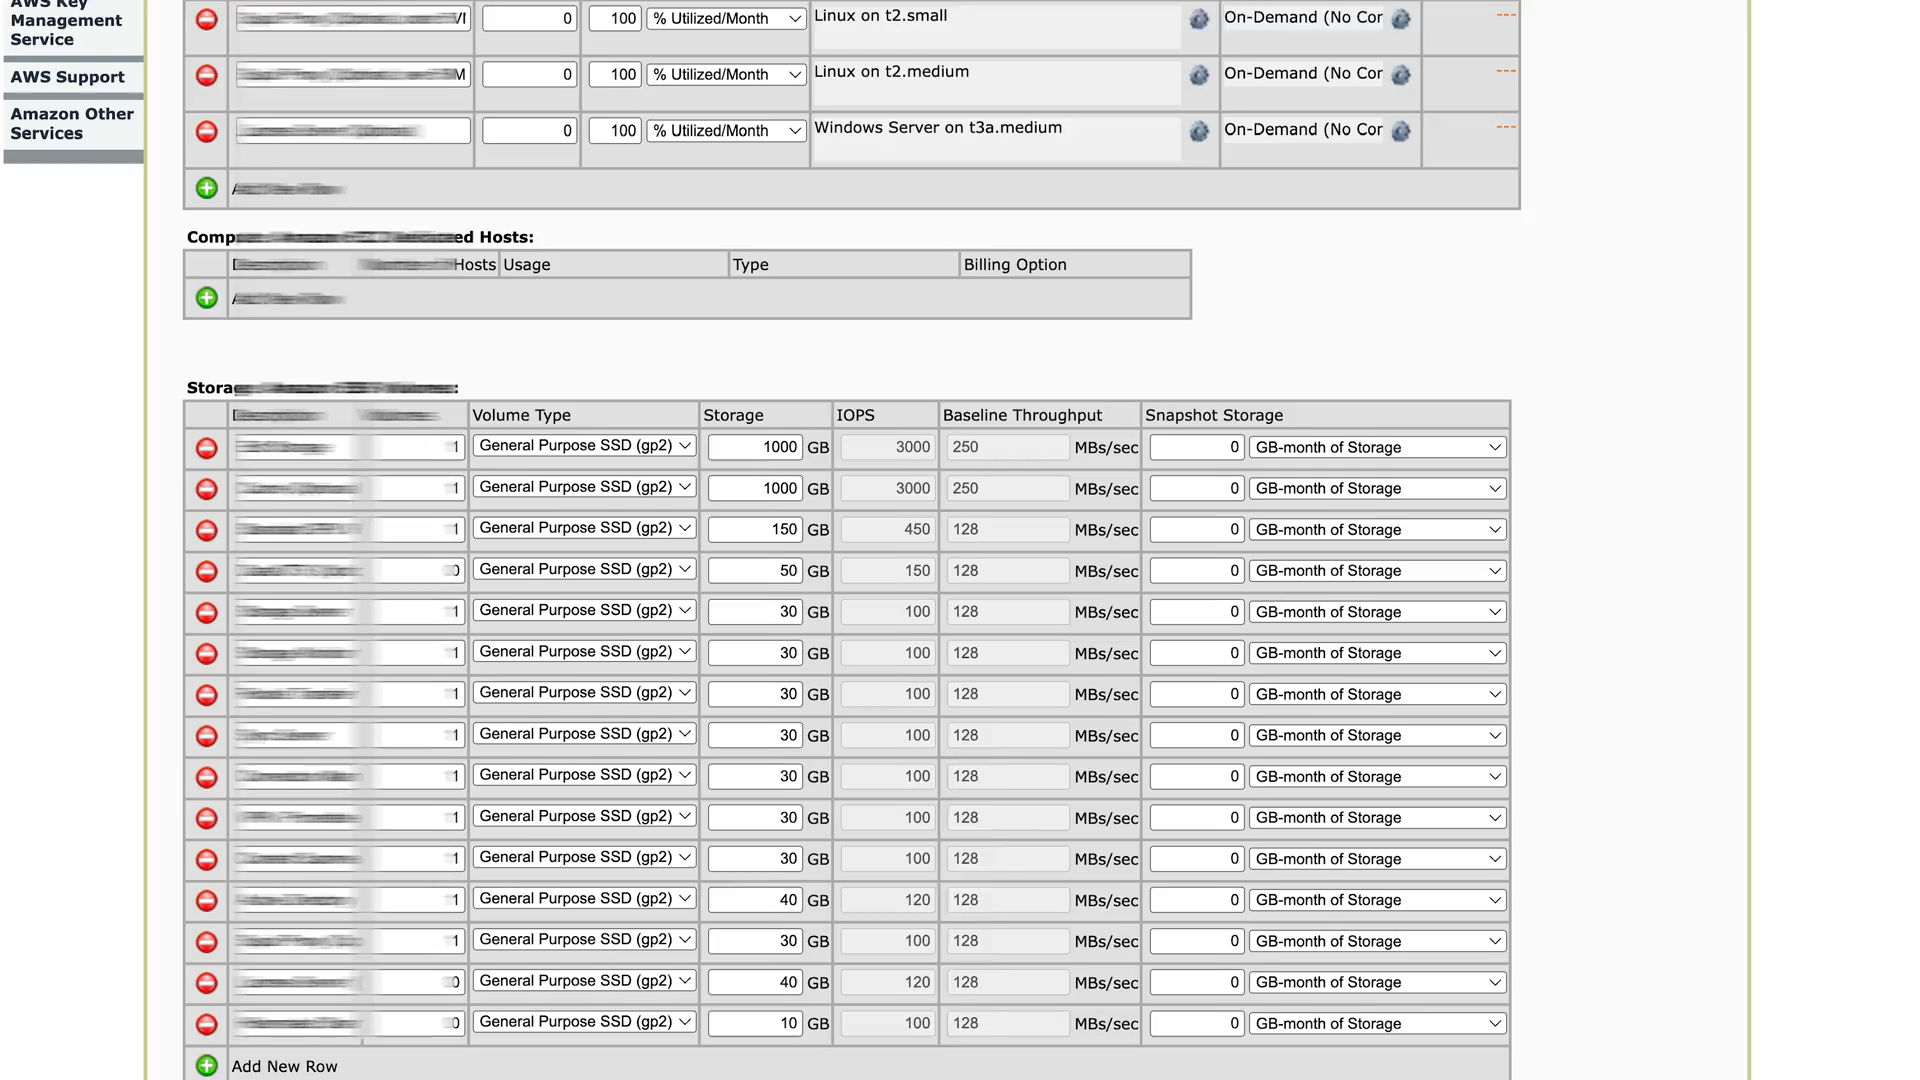 AWS Key
Management
Service
AWS Support
Amazon Other
Services
0 100 % Utilized/Month Linux on t2.small On-Demand (No Cor ---
0 100 % Utilized/Month Linux on t2.medium On-Demand (No Cor ---
0 100 % Utilized/Month Windows Server on t3a.medium On-Demand (No Cor ---
Hosts:
Hosts Usage Type Billing Option
Volume Type Storage IOPS Baseline Throughput Snapshot Storage
1 General Purpose SSD (gp2) 1000 GB 3000 250 MBs/sec 0 GB-month of Storage
1 General Purpose SSD (gp2) 1000 GB 3000 250 MBs/sec 0 GB-month of Storage
1 General Purpose SSD (gp2) 150 GB 450 128 MBs/sec 0 GB-month of Storage
0 General Purpose SSD (gp2) 50 GB 150 128 MBs/sec 0 GB-month of Storage
1 General Purpose SSD (gp2) 30 GB 100 128 MBs/sec 0 GB-month of Storage
1 General Purpose SSD (gp2) 30 GB 100 128 MBs/sec 0 GB-month of Storage
1 General Purpose SSD (gp2) 30 GB 100 128 MBs/sec 0 GB-month of Storage
1 General Purpose SSD (gp2) 30 GB 100 128 MBs/sec 0 GB-month of Storage
1 General Purpose SSD (gp2) 30 GB 100 128 MBs/sec 0 GB-month of Storage
1 General Purpose SSD (gp2) 30 GB 100 128 MBs/sec 0 GB-month of Storage
1 General Purpose SSD (gp2) 30 GB 100 128 MBs/sec 0 GB-month of Storage
1 General Purpose SSD (gp2) 40 GB 120 128 MBs/sec 0 GB-month of Storage
1 General Purpose SSD (gp2) 30 GB 100 128 MBs/sec 0 GB-month of Storage
0 General Purpose SSD (gp2) 40 GB 120 128 MBs/sec 0 GB-month of Storage
0 General Purpose SSD (gp2) 10 GB 100 128 MBs/sec 0 GB-month of Storage
Add New Row